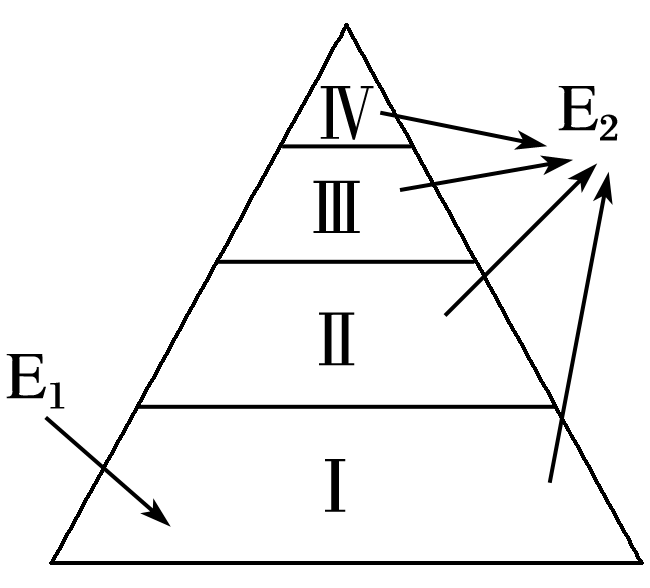 Ⅳ
E₂
Ⅲ
Ⅱ
E₁
Ⅰ